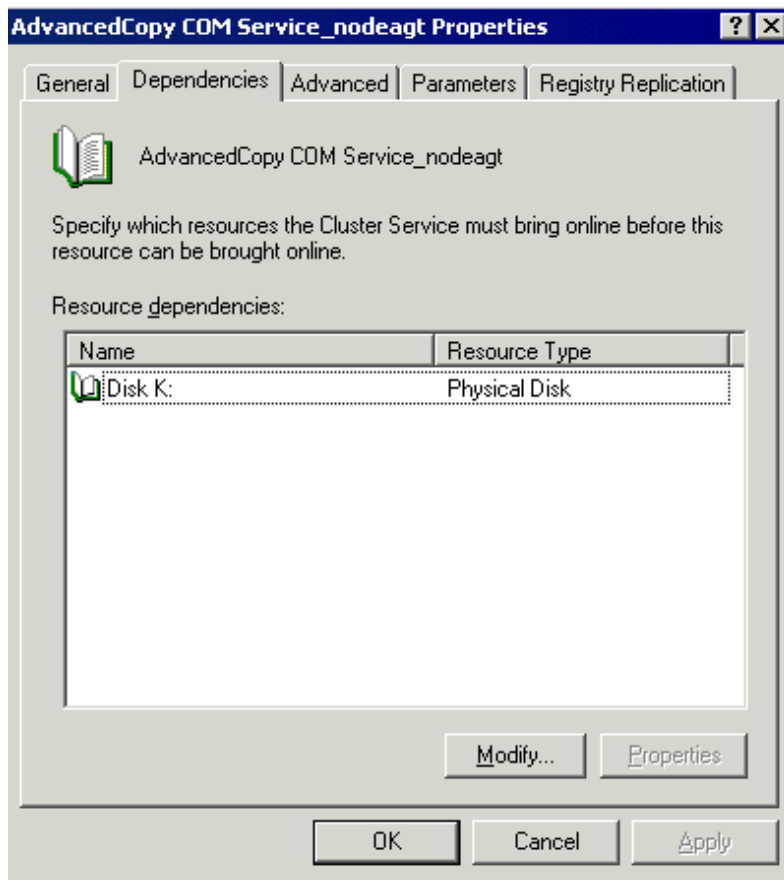 AdvancedCopy COM Service_nodeagt Properties
General Dependencies Advanced Parameters Registry Replication
AdvancedCopy COM Service_nodeagt
Specify which resources the Cluster Service must bring online before this
resource can be brought online.
Resource dependencies:
Name Resource Type
Disk K: Physical Disk
Modify... Properties
OK Cancel Apply